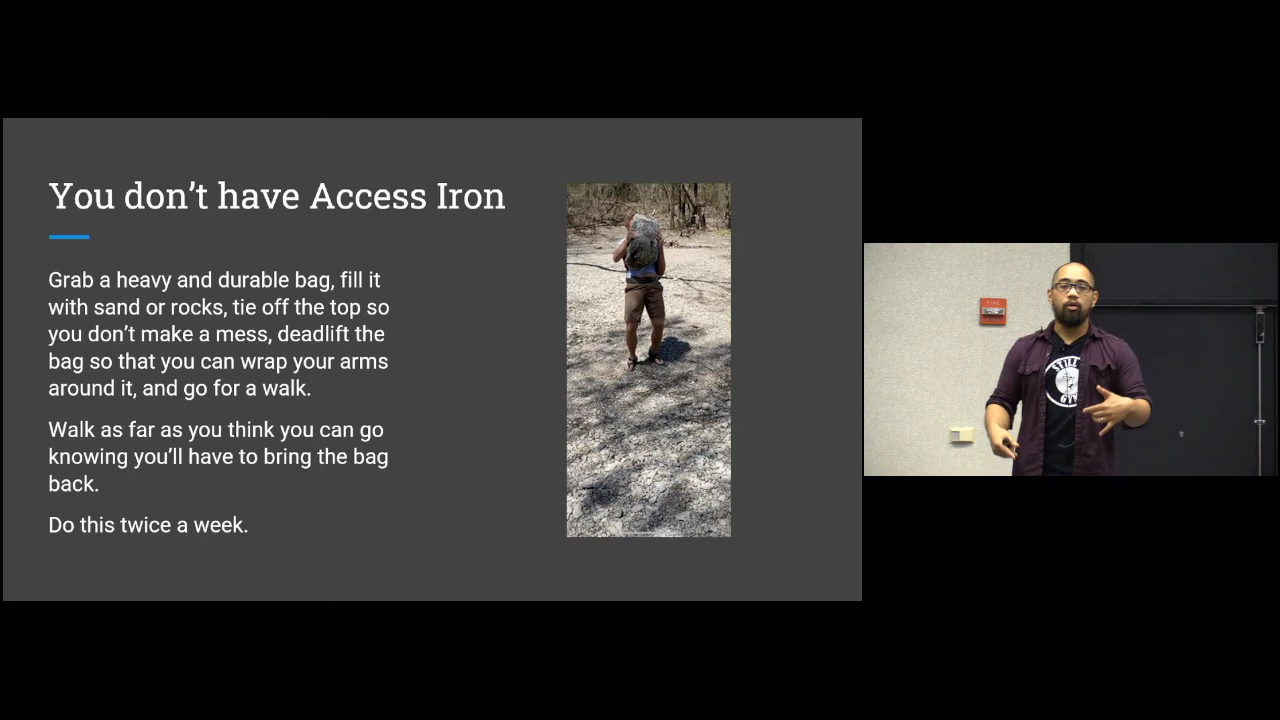 You don't have Access Iron
Grab a heavy and durable bag, fill it
with sand or rocks, tie off the top so
you don't make a mess, deadlift the
bag so that you can wrap your arms
around it, and go for a walk.
Walk as far as you think you can go
knowing you'll have to bring the bag
back.
Do this twice a week.
FIRE